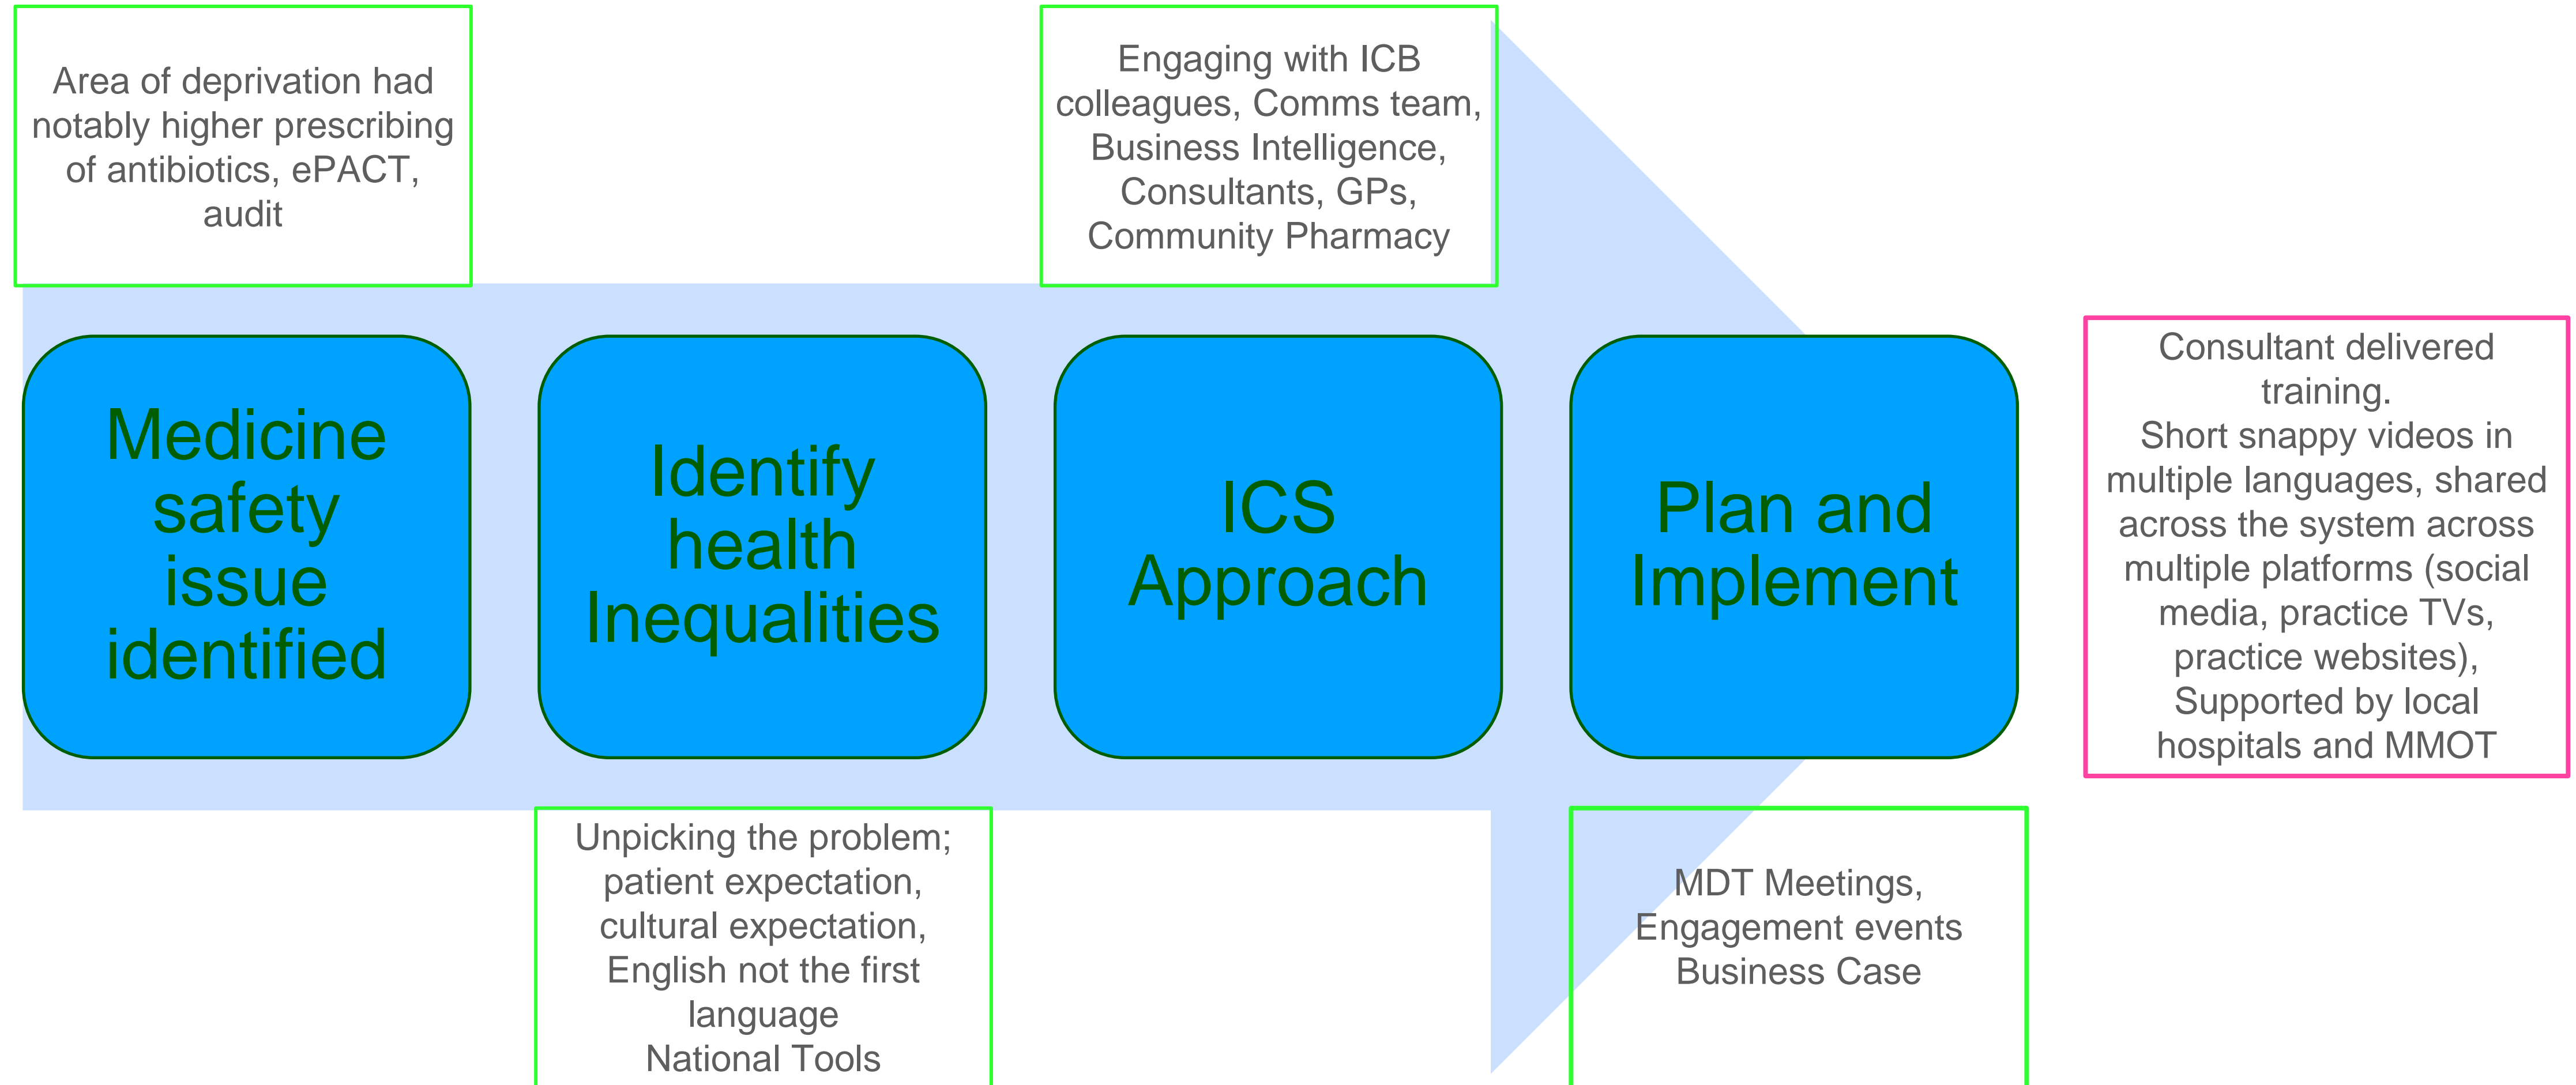 Area of deprivation had
notably higher prescribing
of antibiotics, ePACT,
audit
Engaging with ICB
colleagues, Comms team,
Business Intelligence,
Consultants, GPs,
Community Pharmacy
Medicine
safety
issue
identified
Identify
health
Inequalities
ICS
Approach
Plan and
Implement
Consultant delivered
training.
Short snappy videos in
multiple languages, shared
across the system across
multiple platforms (social
media, practice TVs,
practice websites),
Supported by local
hospitals and MMOT
Unpicking the problem;
patient expectation,
cultural expectation,
English not the first
language
National Tools
MDT Meetings,
Engagement events
Business Case